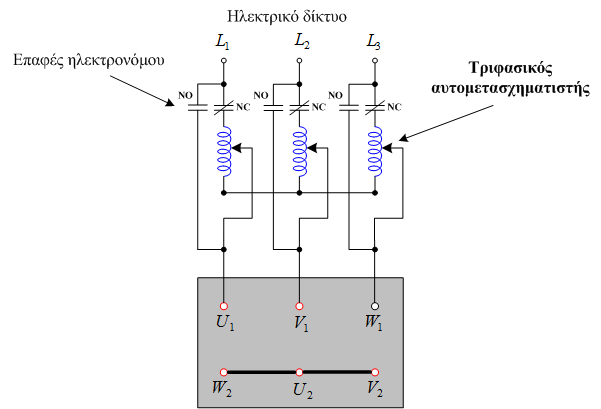 Ηλεκτρικό δίκτυο
L1 L2 L3
Επαφές ηλεκτρονόμου
Τριφασικός
αυτομετασχηματιστής
NO NO NO
NC NC NC
U1 V1 W1
W2 U2 V2